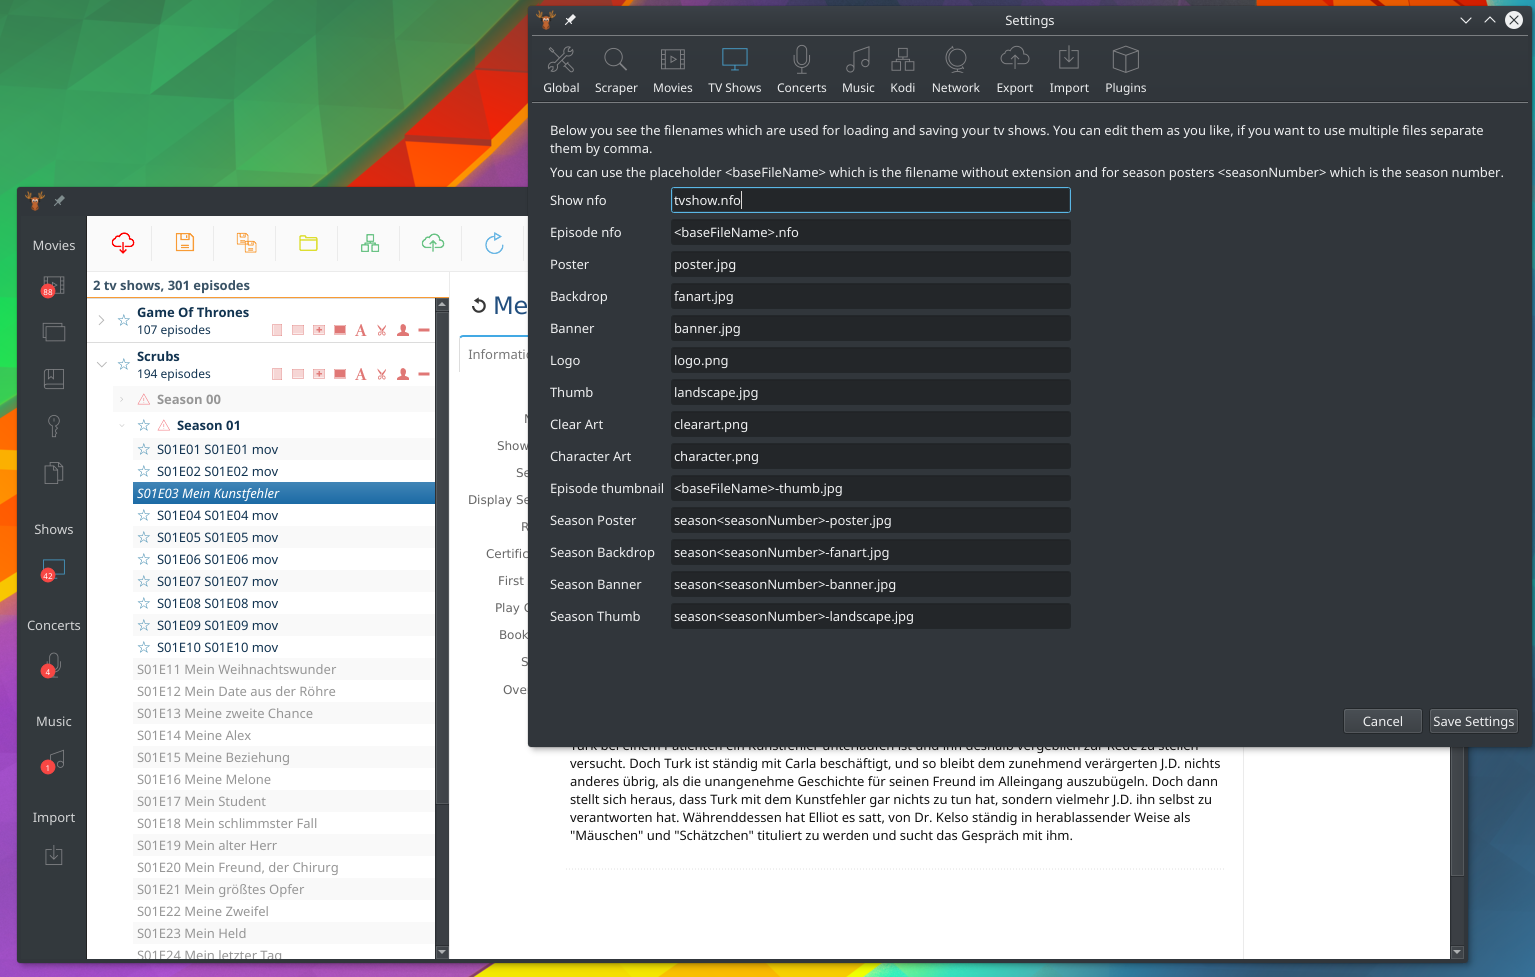 Settings
Global
Scraper
Movies
TV Shows
Concerts
Music
Kodi
Network
Export
Import
Plugins
Below you see the filenames which are used for loading and saving your tv shows. You can edit them as you like, if you want to use multiple files separate
them by comma.
You can use the placeholder <baseFileName> which is the filename without extension and for season posters <seasonNumber> which is the season number.
Show nfo tvshow.nfo
Episode nfo <baseFileName>.nfo
Poster poster.jpg
Backdrop fanart.jpg
Banner banner.jpg
Logo logo.png
Thumb landscape.jpg
Clear Art clearart.png
Character Art character.png
Episode thumbnail <baseFileName>-thumb.jpg
Season Poster season<seasonNumber>-poster.jpg
Season Backdrop season<seasonNumber>-fanart.jpg
Season Banner season<seasonNumber>-banner.jpg
Season Thumb season<seasonNumber>-landscape.jpg
Cancel
Save Settings
Movies
88
Shows
42
Concerts
4
Music
1
Import
2 tv shows, 301 episodes
Game Of Thrones
107 episodes
A
Scrubs
194 episodes
A
Season 00
Season 01
S01E01 S01E01 mov
S01E02 S01E02 mov
S01E03 Mein Kunstfehler
S01E04 S01E04 mov
S01E05 S01E05 mov
S01E06 S01E06 mov
S01E07 S01E07 mov
S01E08 S01E08 mov
S01E09 S01E09 mov
S01E10 S01E10 mov
S01E11 Mein Weihnachtswunder
S01E12 Mein Date aus der Röhre
S01E13 Meine zweite Chance
S01E14 Meine Alex
S01E15 Meine Beziehung
S01E16 Meine Melone
S01E17 Mein Student
S01E18 Mein schlimmster Fall
S01E19 Mein alter Herr
S01E20 Mein Freund, der Chirurg
S01E21 Mein größtes Opfer
S01E22 Meine Zweifel
S01E23 Mein Held
S01E24 Mein letzter Tag
Me
Informati
Show
Se
Display Se
R
Certific
First
Play
Book
S
Ove
Turk bei einem Patienten ein Kunstfehler unterlaufen ist und ihn deshalb vergeblich zur Rede zu stellen
versucht. Doch Turk ist ständig mit Carla beschäftigt, und so bleibt dem zunehmend verärgerten J.D. nichts
anderes übrig, als die unangenehme Geschichte für seinen Freund im Alleingang auszubügeln. Doch dann
stellt sich heraus, dass Turk mit dem Kunstfehler gar nichts zu tun hat, sondern vielmehr J.D. ihn selbst zu
verantworten hat. Währenddessen hat Elliot es satt, von Dr. Kelso ständig in herablassender Weise als
"Mäuschen" und "Schätzchen" tituliert zu werden und sucht das Gespräch mit ihm.